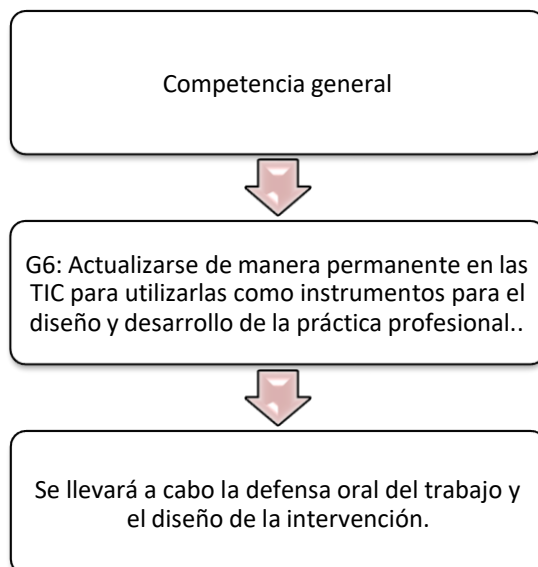 Competencia general
G6: Actualizarse de manera permanente en las
TIC para utilizarlas como instrumentos para el
diseño y desarrollo de la práctica profesional..
Se llevará a cabo la defensa oral del trabajo y
el diseño de la intervención.